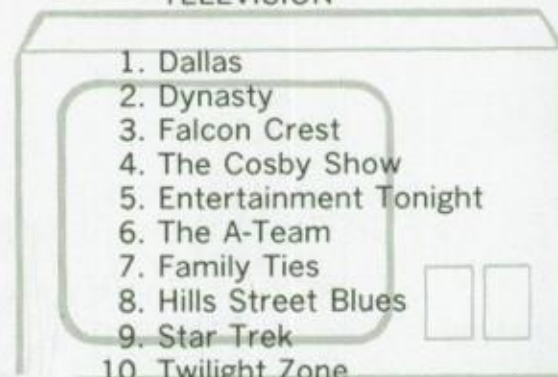 TELEVISION
1. Dallas
2. Dynasty
3. Falcon Crest
4. The Cosby Show
5. Entertainment Tonight
6. The A-Team
7. Family Ties
8. Hills Street Blues
9. Star Trek
10. Twilight Zone